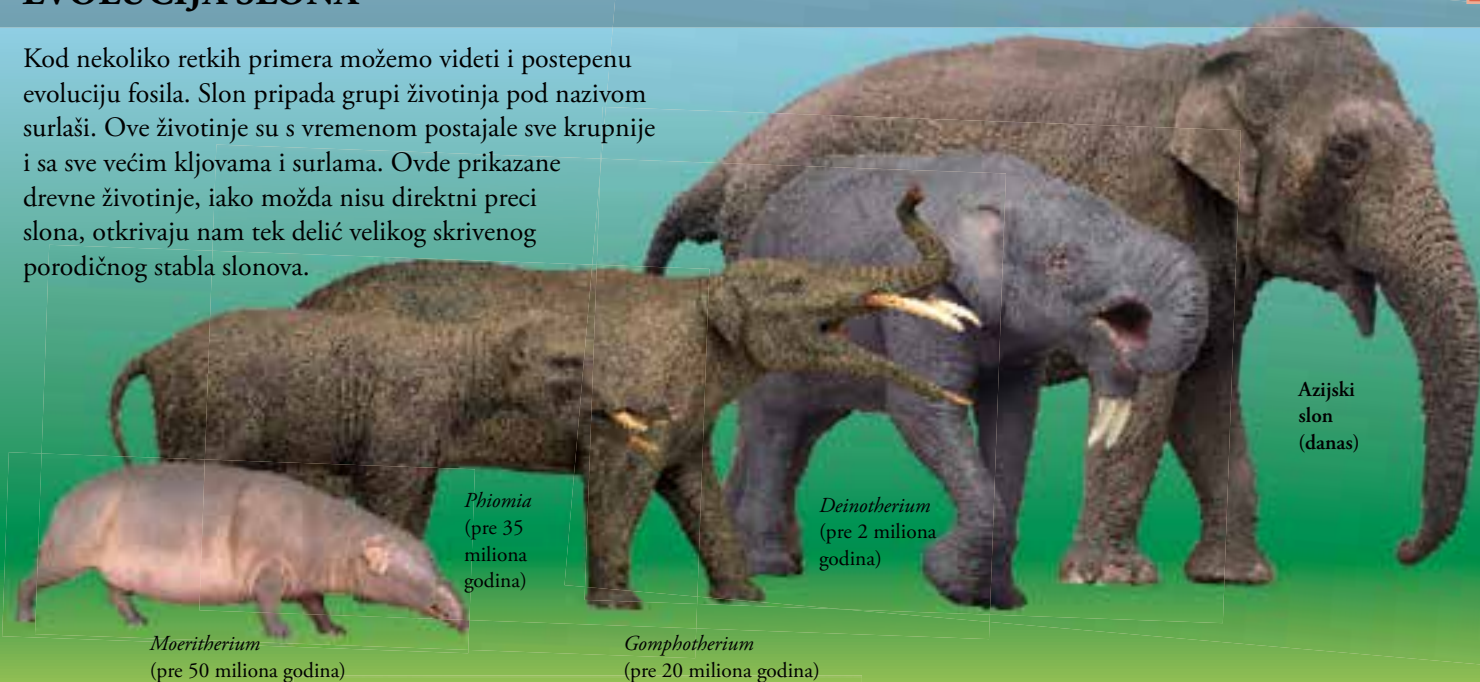 EVOLUCIJA SLONA
Kod nekoliko retkih primera možemo videti i postepenu
evoluciju fosila. Slon pripada grupi životinja pod nazivom
surlaši. Ove životinje su s vremenom postajale sve krupnije
i sa sve većim kljovama i surlama. Ovde prikazane
drevne životinje, iako možda nisu direktni preci
slona, otkrivaju nam tek delić velikog skrivenog
porodičnog stabla slonova.
Moeritherium
(pre 50 miliona godina)
Phiomia
(pre 35
miliona
godina)
Gomphotherium
(pre 20 miliona godina)
Deinotherium
(pre 2 miliona
godina)
Azijski
slon
(danas)